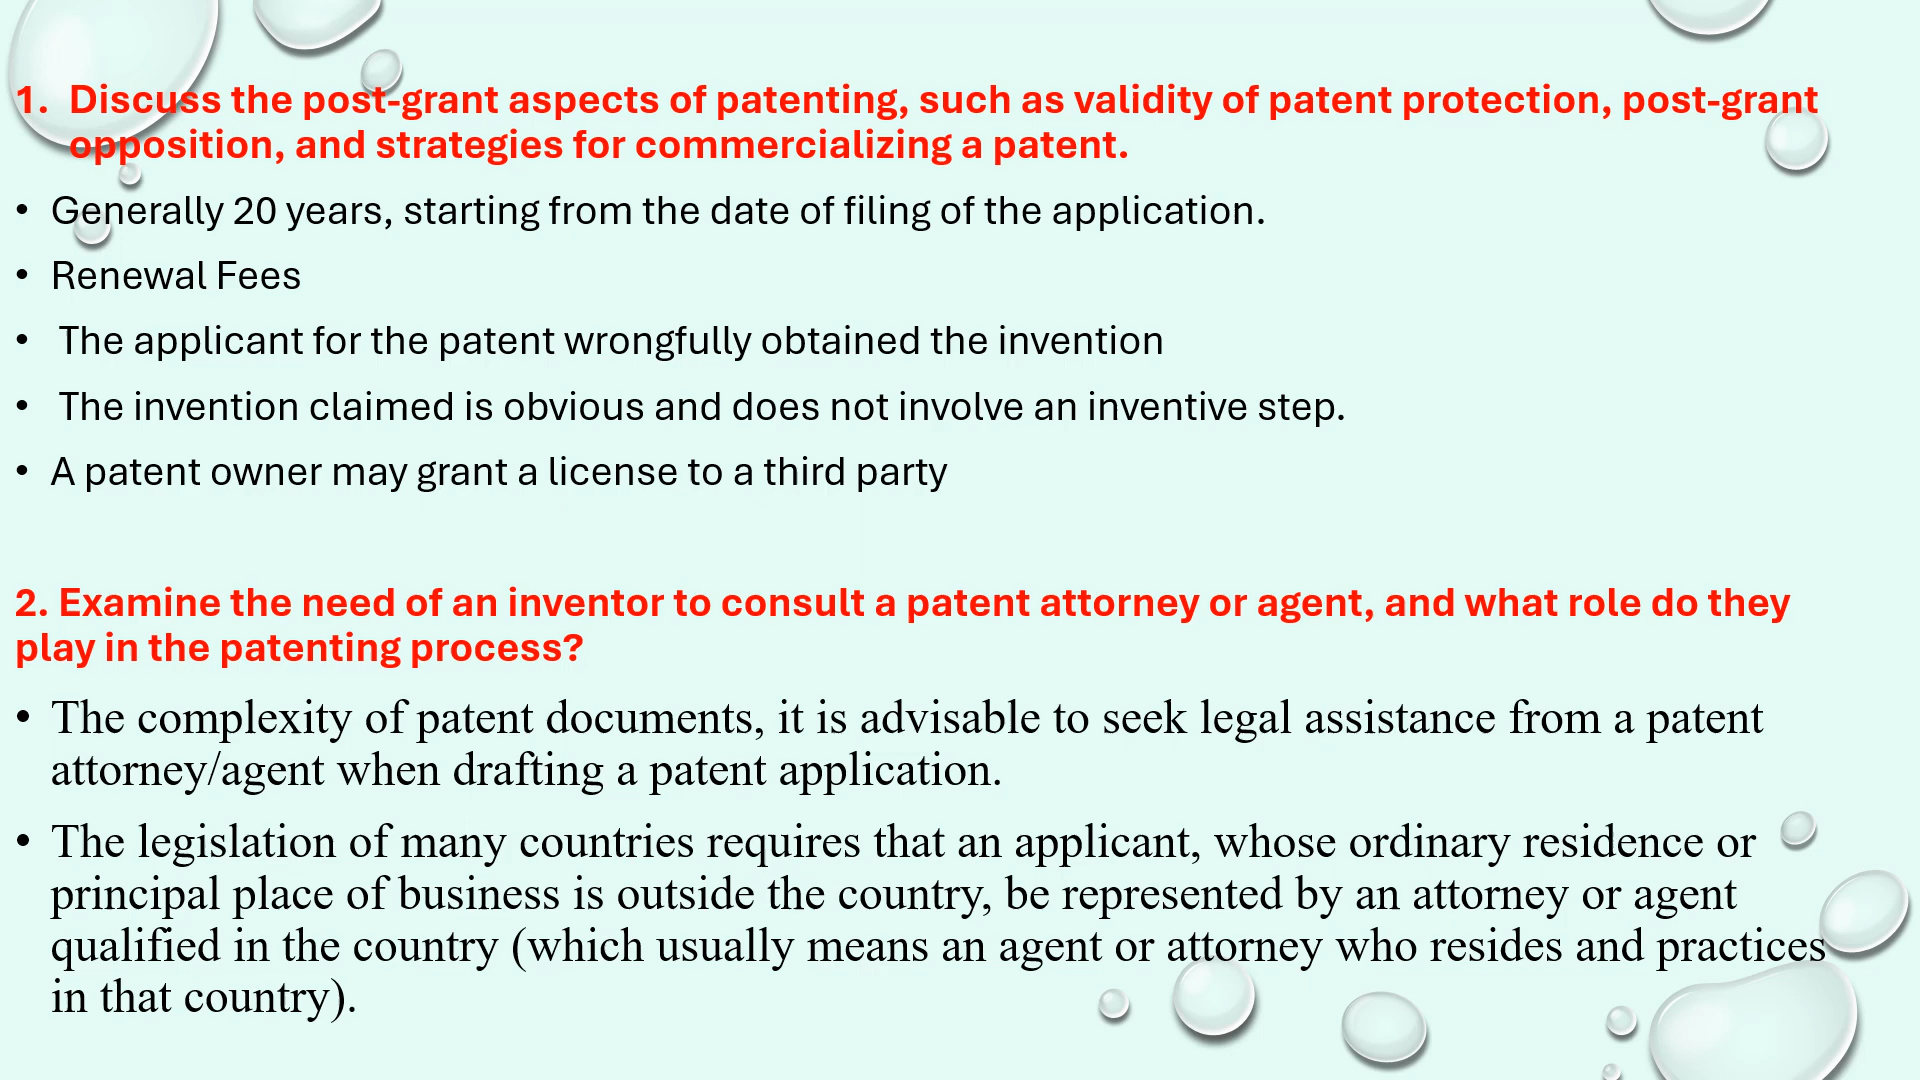 1. Discuss the post-grant aspects of patenting, such as validity of patent protection, post-grant
opposition, and strategies for commercializing a patent.
• Generally 20 years, starting from the date of filing of the application.
• Renewal Fees
• The applicant for the patent wrongfully obtained the invention
• The invention claimed is obvious and does not involve an inventive step.
• A patent owner may grant a license to a third party
2. Examine the need of an inventor to consult a patent attorney or agent, and what role do they
play in the patenting process?
• The complexity of patent documents, it is advisable to seek legal assistance from a patent
attorney/agent when drafting a patent application.
• The legislation of many countries requires that an applicant, whose ordinary residence or
principal place of business is outside the country, be represented by an attorney or agent
qualified in the country (which usually means an agent or attorney who resides and practices
in that country).